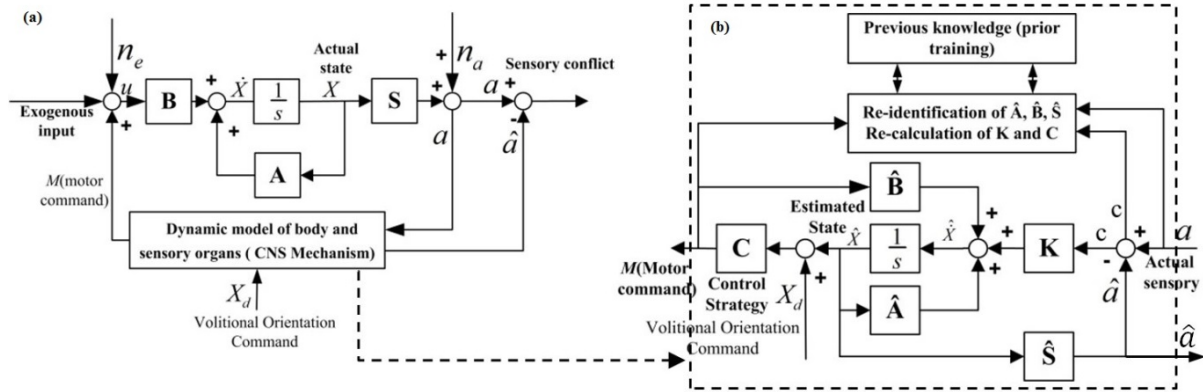 (a)
n_e
Exogenous
input
+
u
B
+
+
Ẋ
1
s
Actual
state
X
A
S
+
+
n_a
a
a
+
-
â
Sensory conflict
M(motor
command)
Dynamic model of body and
sensory organs ( CNS Mechanism)
X_d
Volitional Orientation
Command
(b)
Previous knowledge (prior
training)
Re-identification of Â, B̂, Ŝ
Re-calculation of K and C
B̂
Estimated
State
M(Motor
command)
C
Control
Strategy
X_d
+
Volitional Orientation
Command
X̂
1
s
Ẋ̂
Â
+
+
+
K
c
c
+
-
a
Actual
sensory
â
Ŝ
â